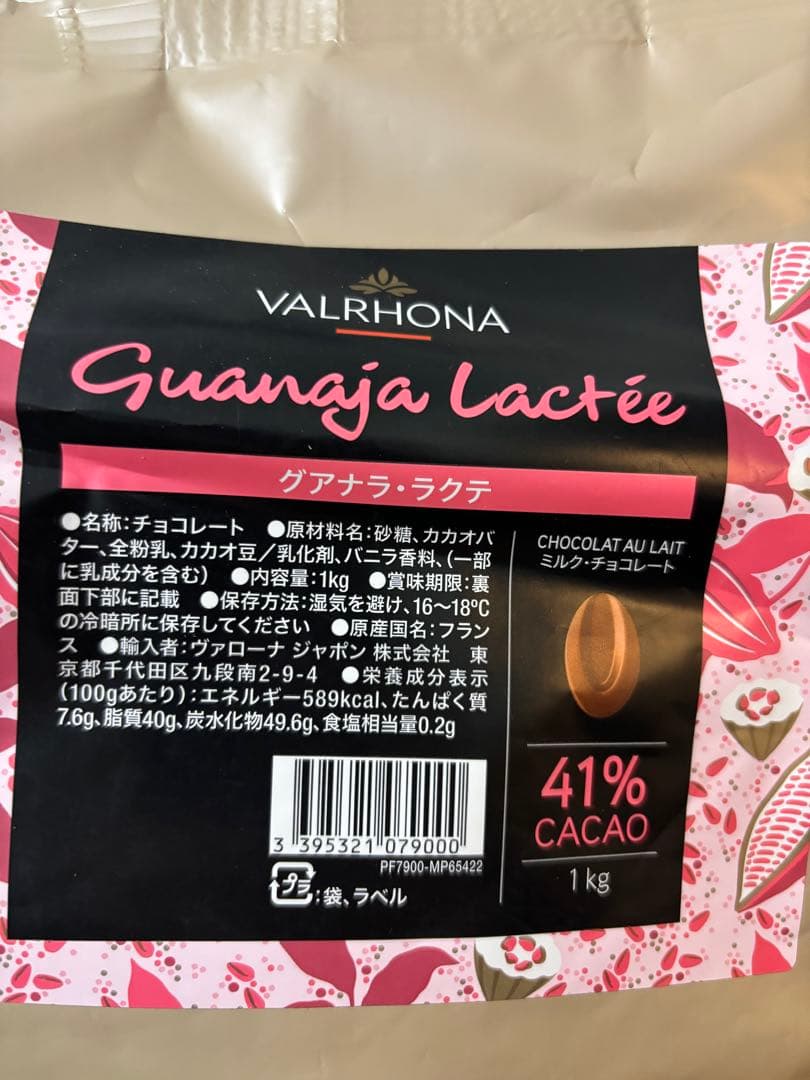 VALRHONA
Guanaja Lactée
グアナラ・ラクテ
●名称：チョコレート ●原材料名：砂糖、カカオバ
ター、全粉乳、カカオ豆／乳化剤、バニラ香料、（一部
に乳成分を含む） ●内容量：1kg ●賞味期限：裏
面下部に記載 ●保存方法：湿気を避け、16〜18ºC
の冷暗所に保存してください ●原産国名：フラン
ス ●輸入者：ヴァローナ ジャポン 株式会社 東
京都千代田区九段南2-9-4 ●栄養成分表示
（100gあたり）：エネルギー589kcal、たんぱく質
7.6g、脂質40g、炭水化物49.6g、食塩相当量0.2g
CHOCOLAT AU LAIT
ミルク・チョコレート
41%
CACAO
1 kg
3 395321 079000
PF7900-MP65422
プラ：袋、ラベル